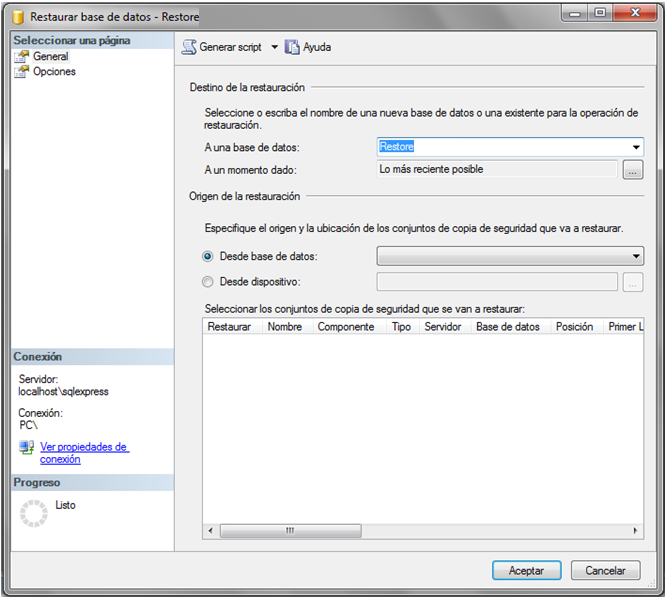 Restaurar base de datos - Restore
Seleccionar una página
General
Opciones
Generar script
Ayuda
Destino de la restauración
Seleccione o escriba el nombre de una nueva base de datos o una existente para la operación de
restauración.
A una base de datos:
Restore
A un momento dado:
Lo más reciente posible
...
Origen de la restauración
Especifique el origen y la ubicación de los conjuntos de copia de seguridad que va a restaurar.
Desde base de datos:
Desde dispositivo:
...
Seleccionar los conjuntos de copia de seguridad que se van a restaurar:
Restaurar Nombre Componente Tipo Servidor Base de datos Posición Primer L
Conexión
Servidor:
localhost\sqlexpress
Conexión:
PC\
Ver propiedades de
conexión
Progreso
Listo
Aceptar
Cancelar